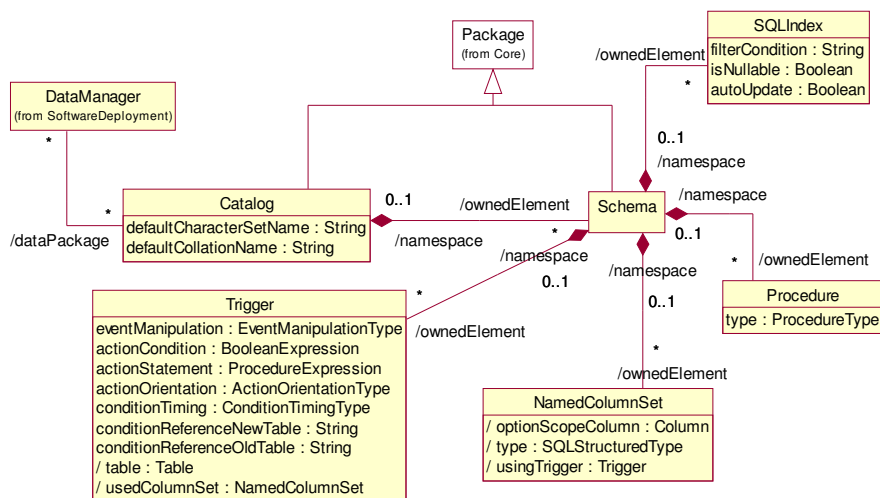 Package
(from Core)
SQLIndex
filterCondition : String
isNullable : Boolean
autoUpdate : Boolean
/ownedElement
*
0..1
/namespace
DataManager
(from SoftwareDeployment)
*
*
/dataPackage
Catalog
defaultCharacterSetName : String
defaultCollationName : String
0..1
/namespace
/ownedElement
*
Schema
/namespace
0..1
*
/ownedElement
Procedure
type : ProcedureType
/namespace
0..1
*
/ownedElement
Trigger
eventManipulation : EventManipulationType
actionCondition : BooleanExpression
actionStatement : ProcedureExpression
actionOrientation : ActionOrientationType
conditionTiming : ConditionTimingType
conditionReferenceNewTable : String
conditionReferenceOldTable : String
/ table : Table
/ usedColumnSet : NamedColumnSet
/namespace
0..1
*
/ownedElement
NamedColumnSet
/ optionScopeColumn : Column
/ type : SQLStructuredType
/ usingTrigger : Trigger